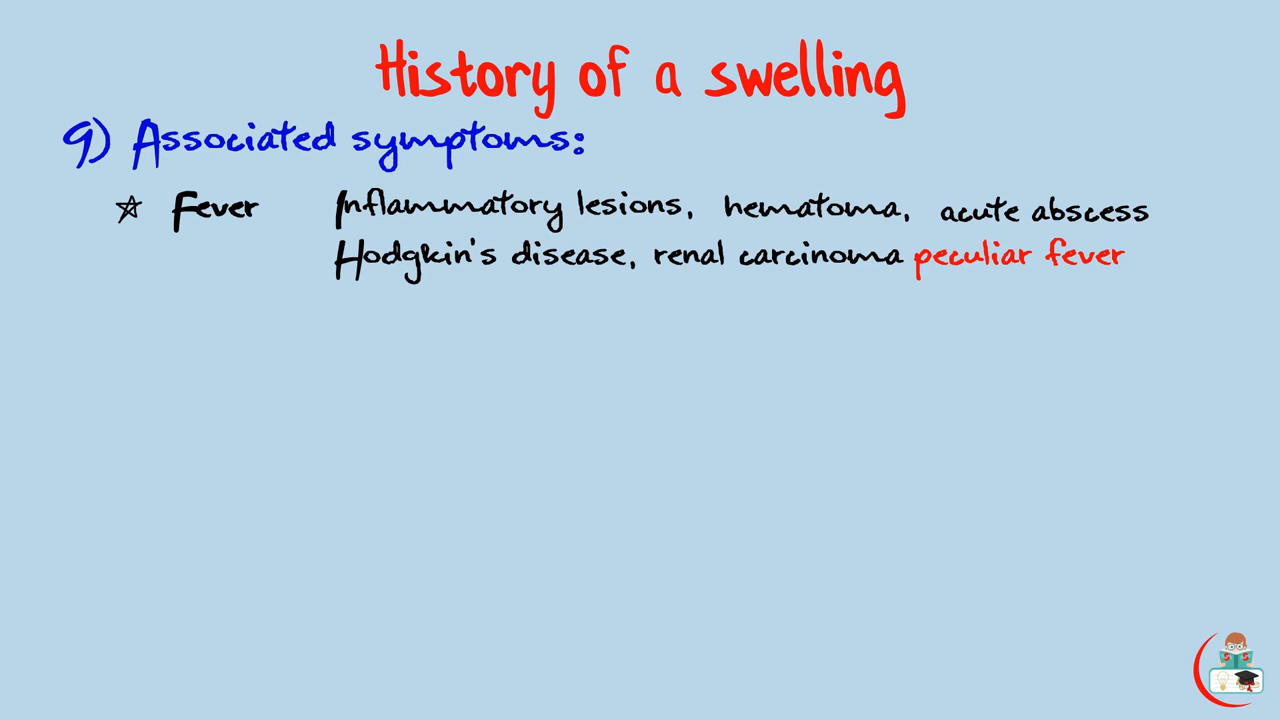 History of a swelling
9) Associated symptoms:
☆ Fever Inflammatory lesions, hematoma, acute abscess
Hodgkin's disease, renal carcinoma peculiar fever